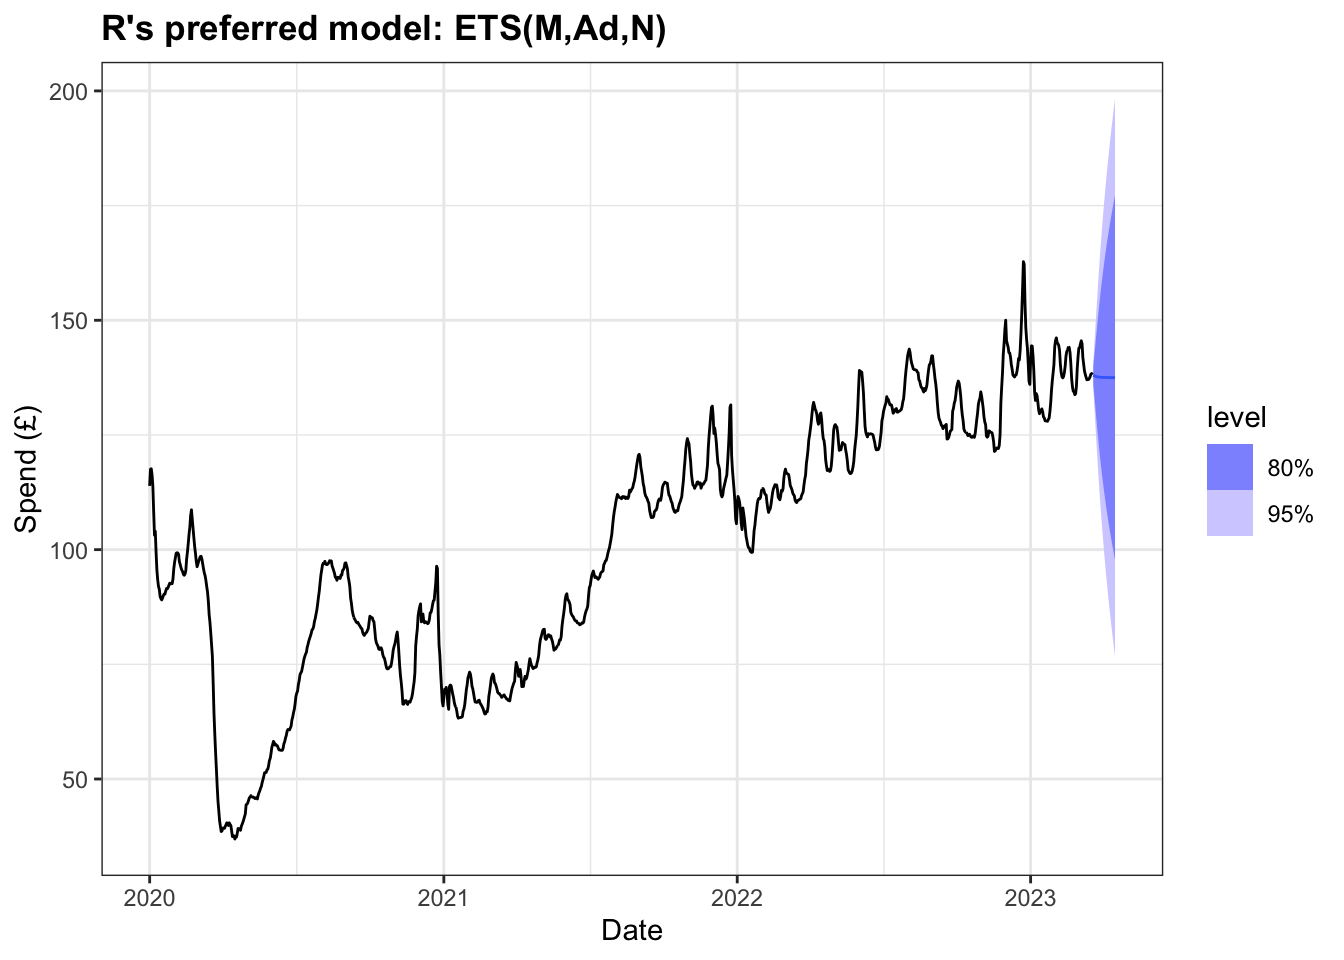 R's preferred model: ETS(M,Ad,N)
200
150
100
50
Spend (£)
2020
2021
2022
2023
Date
level
80%
95%